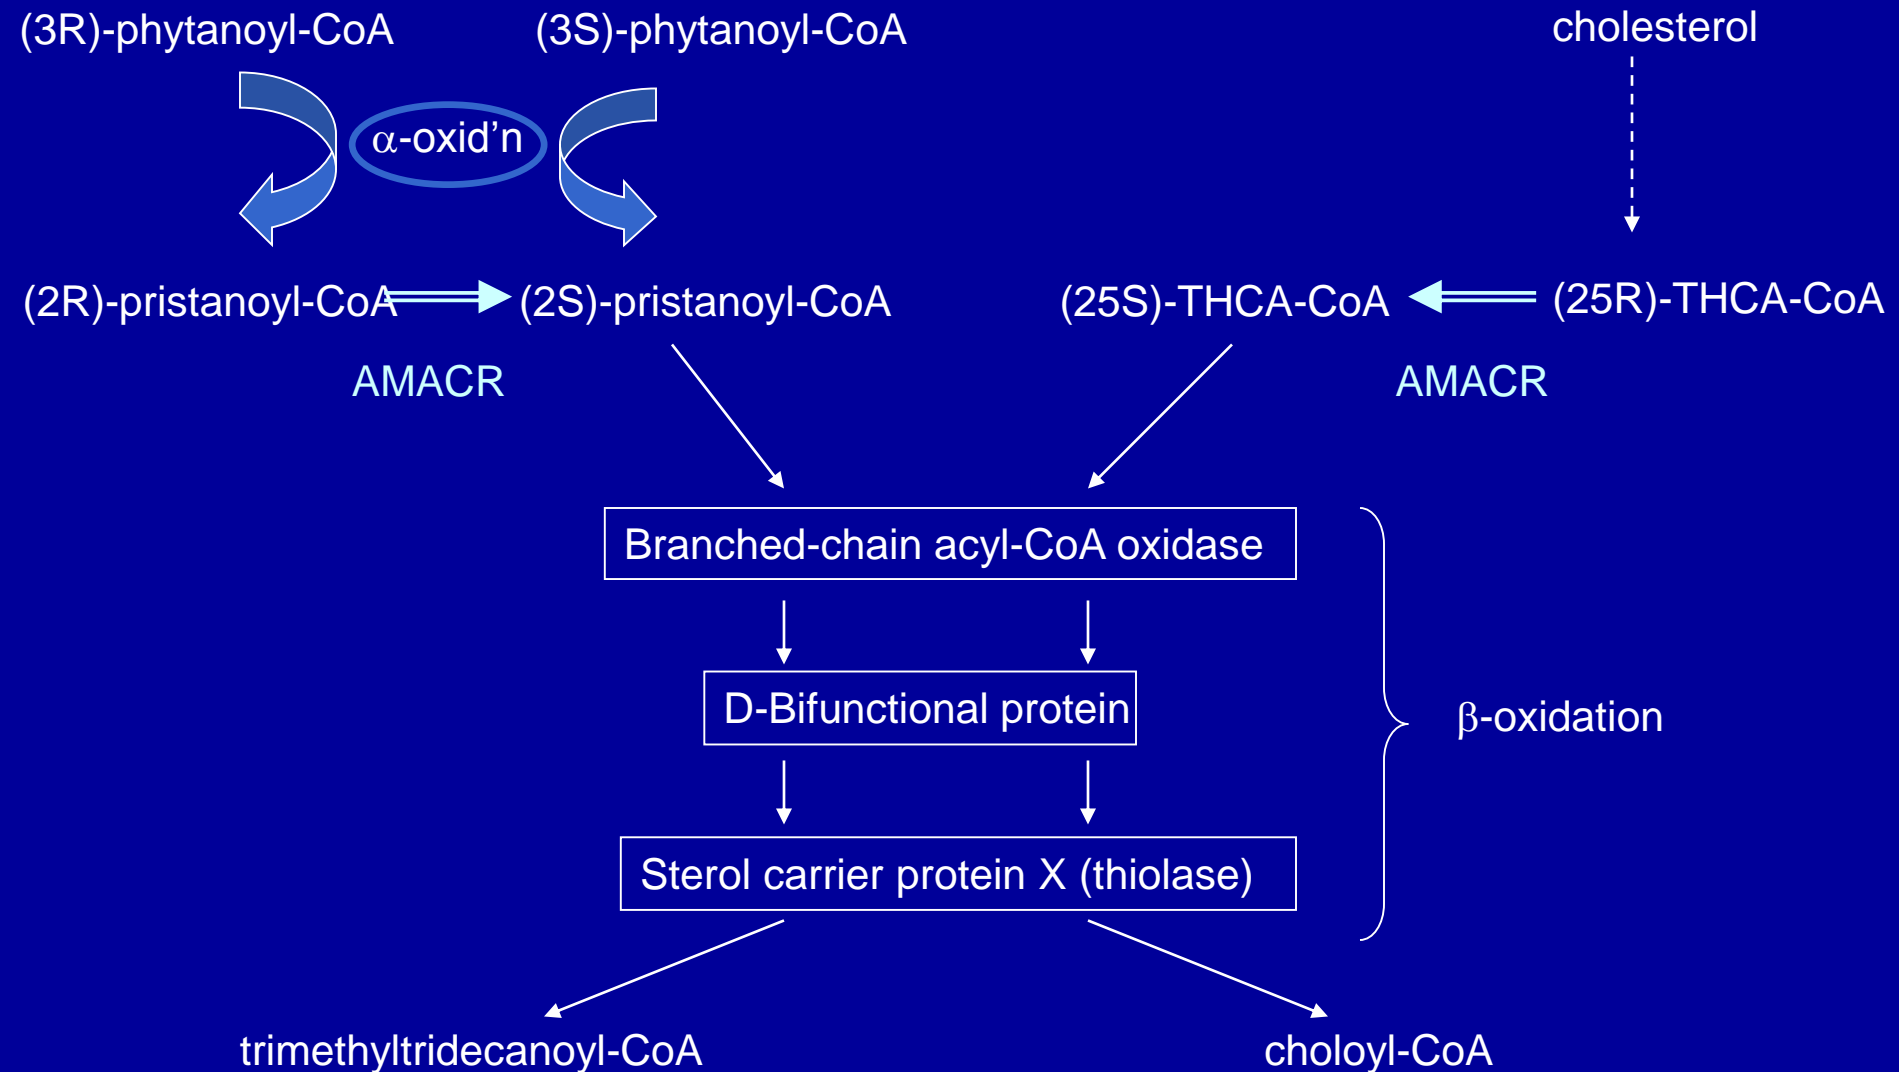 (3R)-phytanoyl-CoA
(3S)-phytanoyl-CoA
cholesterol
α-oxid’n
(2R)-pristanoyl-CoA
(2S)-pristanoyl-CoA
(25S)-THCA-CoA
(25R)-THCA-CoA
AMACR
AMACR
Branched-chain acyl-CoA oxidase
D-Bifunctional protein
β-oxidation
Sterol carrier protein X (thiolase)
trimethyltridecanoyl-CoA
choloyl-CoA